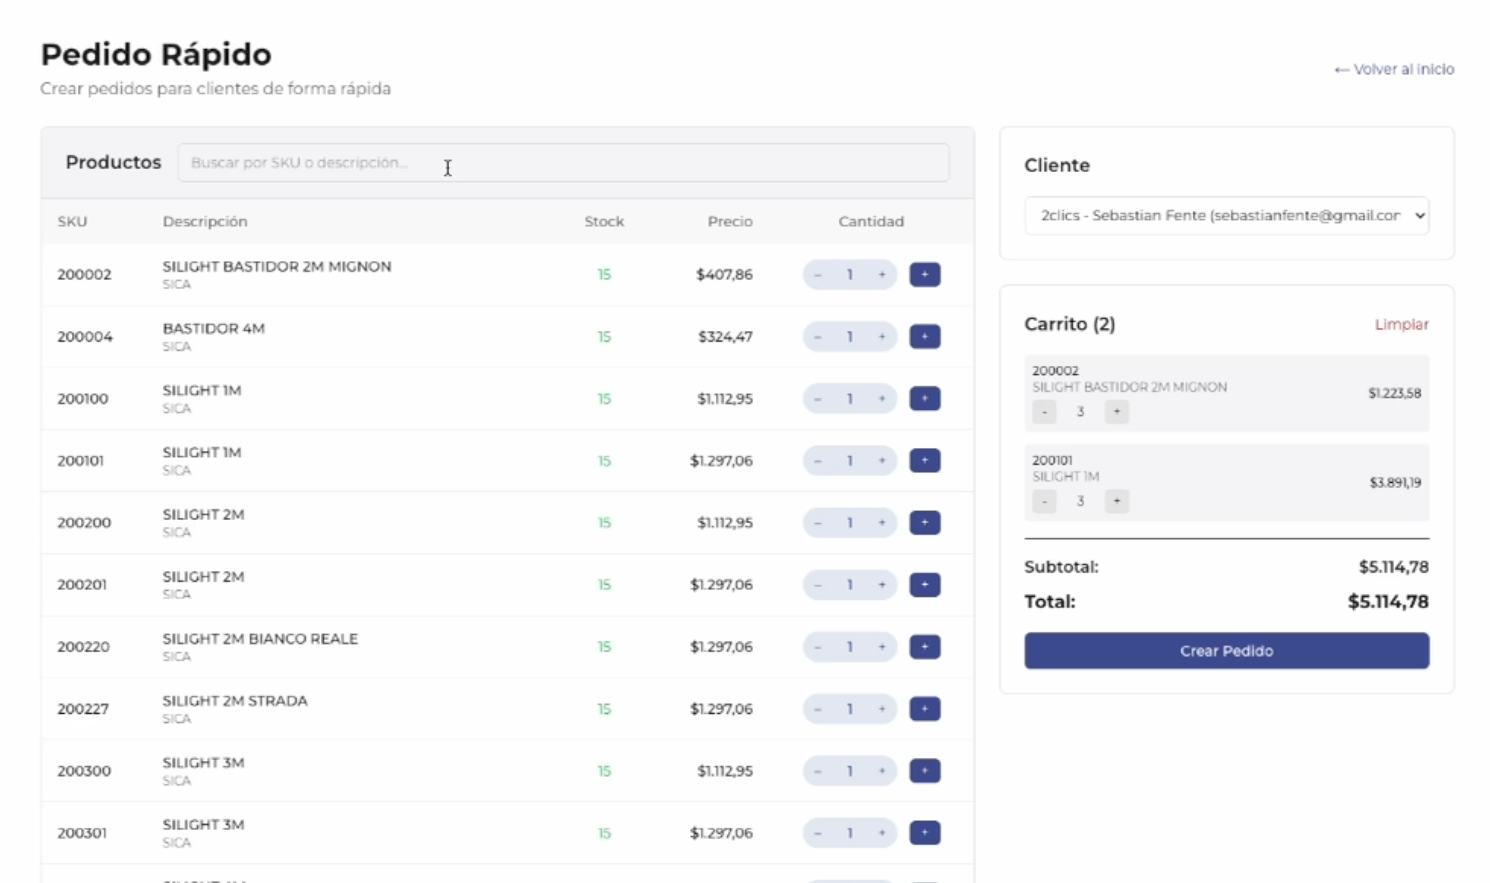 Pedido Rápido
Crear pedidos para clientes de forma rápida
← Volver al inicio
Productos Buscar por SKU o descripción...
SKU Descripción Stock Precio Cantidad
200002 SILIGHT BASTIDOR 2M MIGNON 15 $407,86 – 1 + +
SICA
200004 BASTIDOR 4M 15 $324,47 – 1 + +
SICA
200100 SILIGHT 1M 15 $1.112,95 – 1 + +
SICA
200101 SILIGHT 1M 15 $1.297,06 – 1 + +
SICA
200200 SILIGHT 2M 15 $1.112,95 – 1 + +
SICA
200201 SILIGHT 2M 15 $1.297,06 – 1 + +
SICA
200220 SILIGHT 2M BIANCO REALE 15 $1.297,06 – 1 + +
SICA
200227 SILIGHT 2M STRADA 15 $1.297,06 – 1 + +
SICA
200300 SILIGHT 3M 15 $1.112,95 – 1 + +
SICA
200301 SILIGHT 3M 15 $1.297,06 – 1 + +
SICA
Cliente
2clics - Sebastian Fente (sebastianfente@gmail.cor
Carrito (2) Limpiar
200002
SILIGHT BASTIDOR 2M MIGNON $1.223,58
- 3 +
200101
SILIGHT 1M $3.891,19
- 3 +
Subtotal: $5.114,78
Total: $5.114,78
Crear Pedido